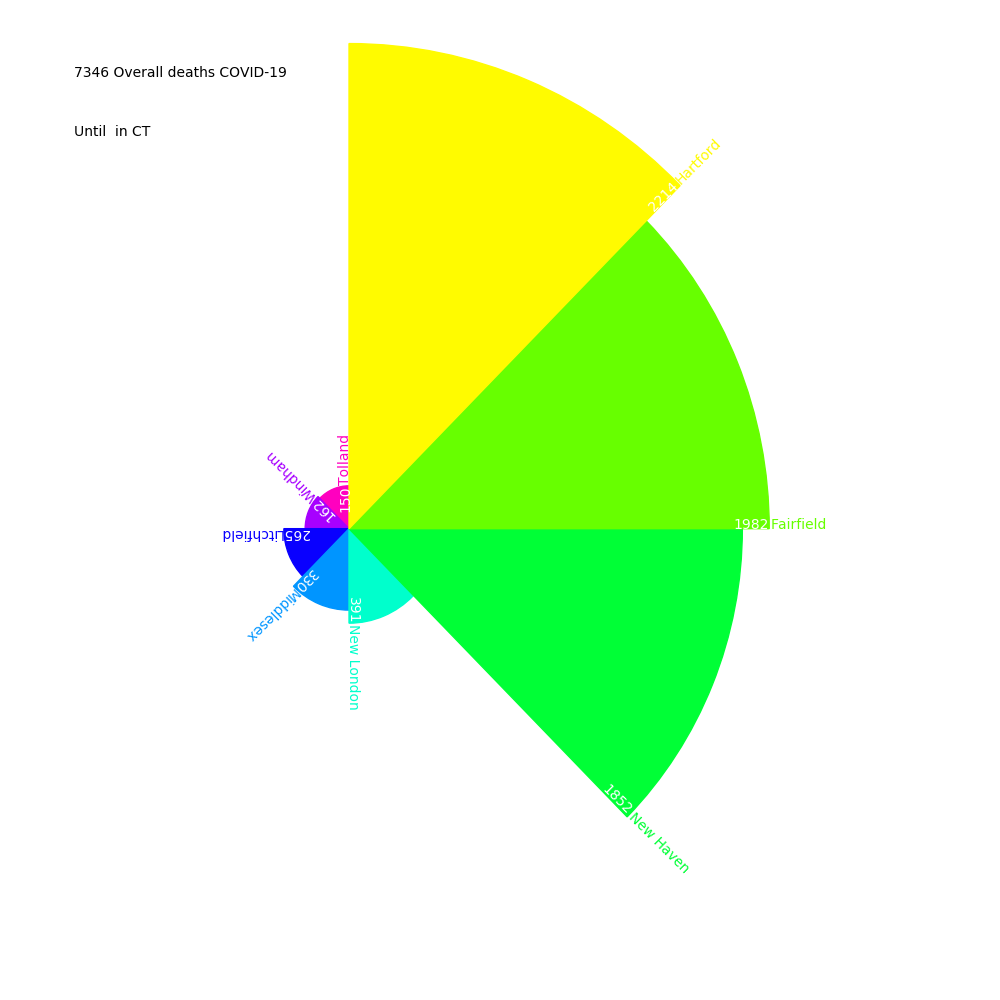 7346 Overall deaths COVID-19
Until  in CT
2214 Hartford
1982 Fairfield
1852 New Haven
391 New London
330 Middlesex
265 Litchfield
162 Windham
150 Tolland